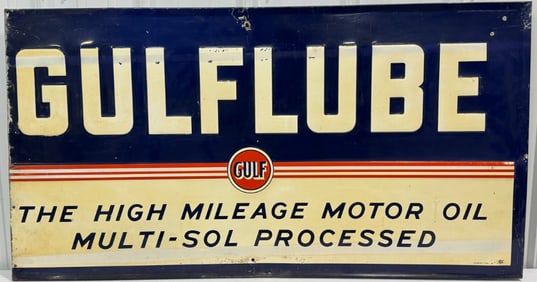 GULFLUBE
GULF
THE HIGH MILEAGE MOTOR OIL
MULTI-SOL PROCESSED